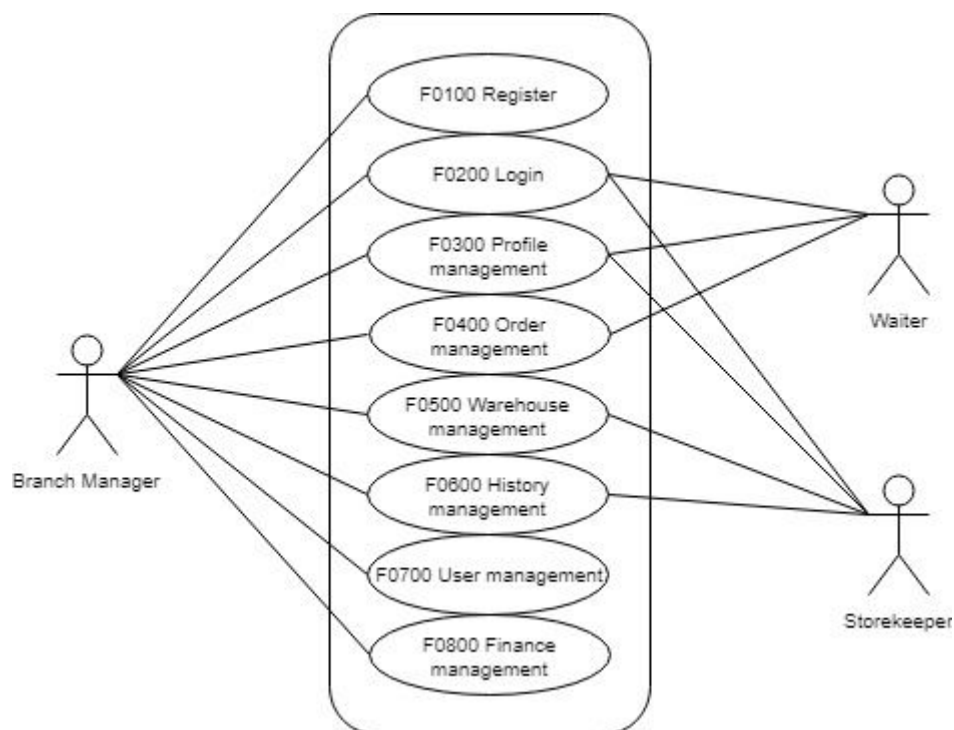 F0100 Register
F0200 Login
F0300 Profile
management
F0400 Order
management
F0500 Warehouse
management
F0600 History
management
F0700 User management
F0800 Finance
management
Branch Manager
Waiter
Storekeeper